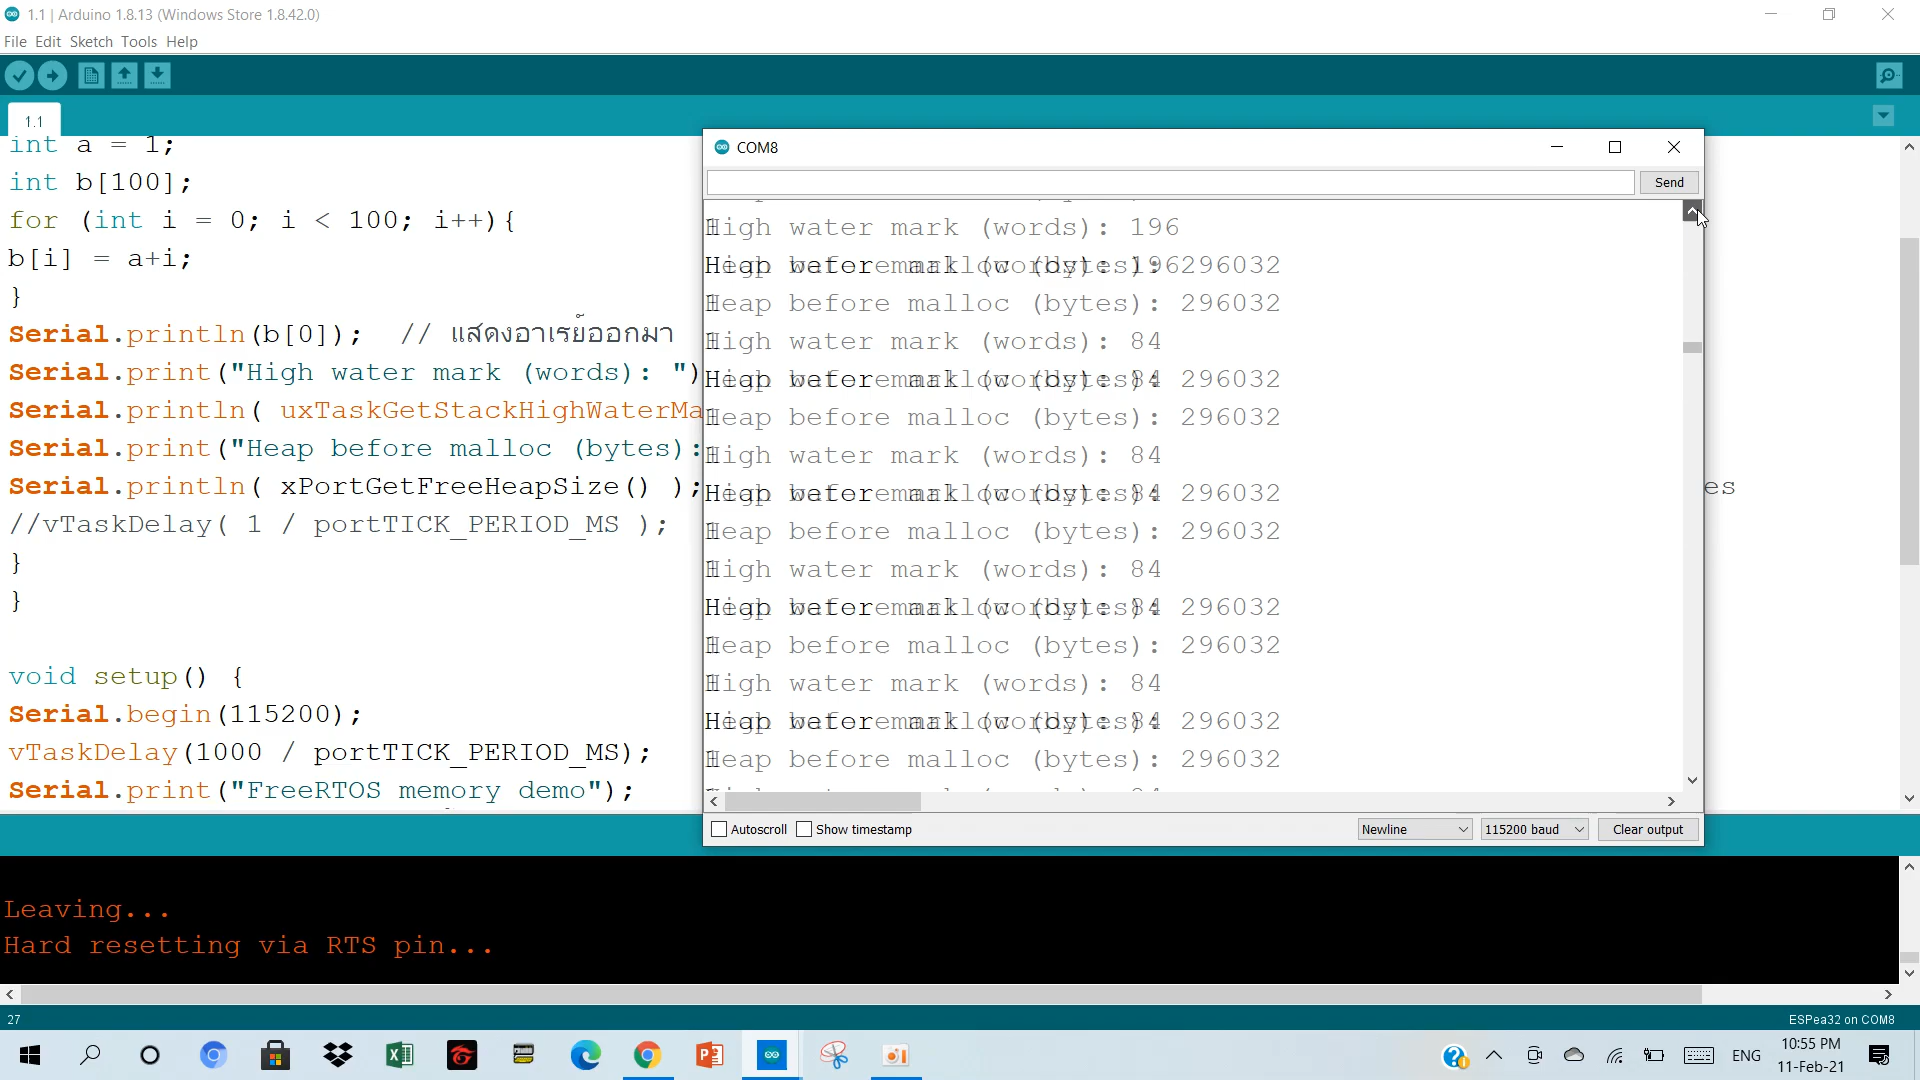 1.1 | Arduino 1.8.13 (Windows Store 1.8.42.0)
File Edit Sketch Tools Help
1.1
int a = 1;
int b[100];
for (int i = 0; i < 100; i++){
b[i] = a+i;
}
Serial.println(b[0]);  // แสดงอาเรย์ออกมา
Serial.print("High water mark (words): ")
Serial.println( uxTaskGetStackHighWaterMa
Serial.print("Heap before malloc (bytes):
Serial.println( xPortGetFreeHeapSize() );
es
//vTaskDelay( 1 / portTICK_PERIOD_MS );
}
}
void setup() {
Serial.begin(115200);
vTaskDelay(1000 / portTICK_PERIOD_MS);
Serial.print("FreeRTOS memory demo");
COM8
Send
High water mark (words): 196
Heap before malloc (bytes): 296032
High water mark (words): 84
Heap before malloc (bytes): 296032
High water mark (words): 84
Heap before malloc (bytes): 296032
High water mark (words): 84
Heap before malloc (bytes): 296032
High water mark (words): 84
Heap before malloc (bytes): 296032
Autoscroll Show timestamp Newline 115200 baud Clear output
Leaving...
Hard resetting via RTS pin...
27
ESPea32 on COM8
ENG
10:55 PM
11-Feb-21